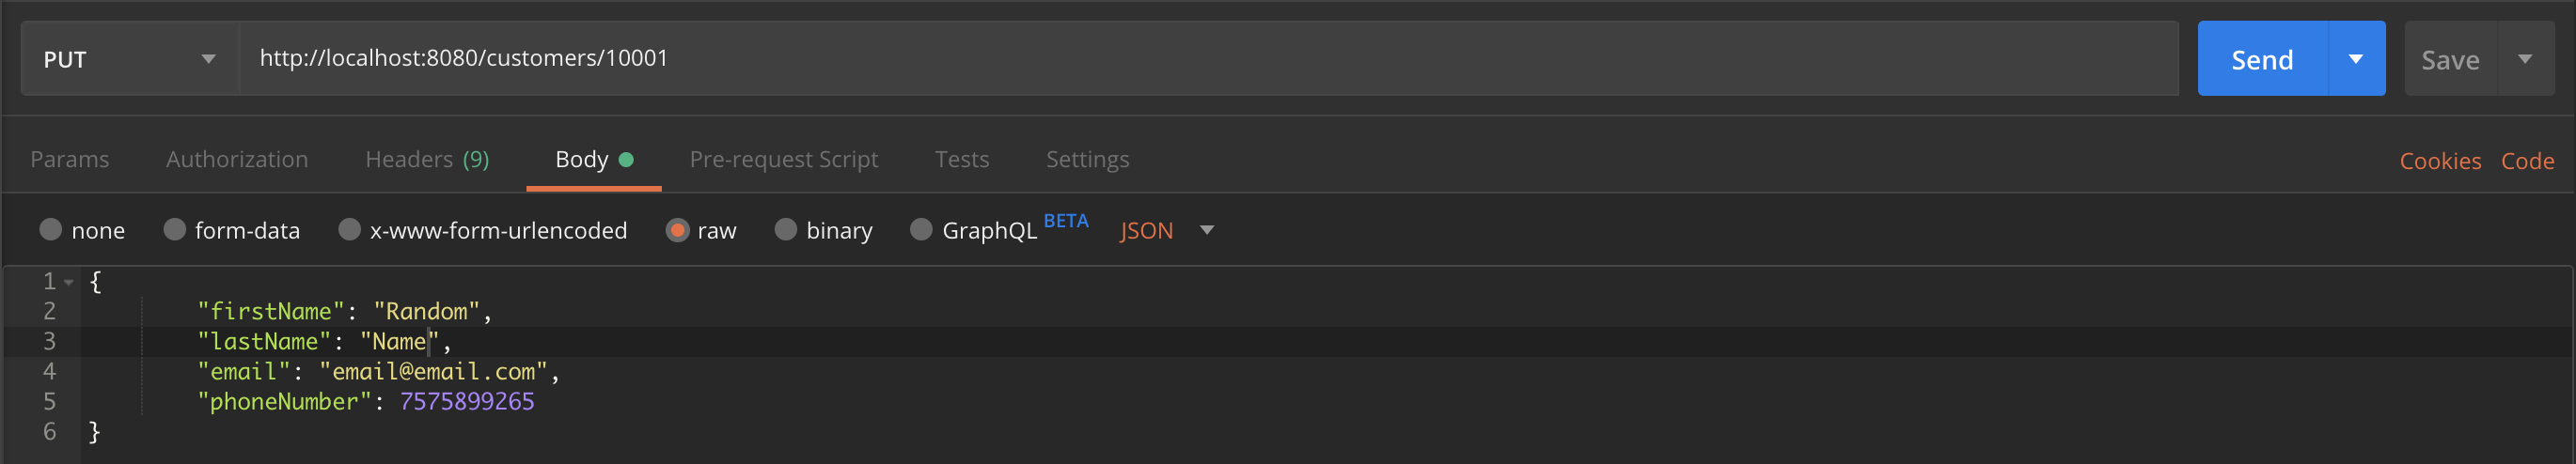 PUT http://localhost:8080/customers/10001 Send Save
Params Authorization Headers (9) Body Pre-request Script Tests Settings Cookies Code
none form-data x-www-form-urlencoded raw binary GraphQL BETA JSON
1 {
2 "firstName": "Random",
3 "lastName": "Name",
4 "email": "email@email.com",
5 "phoneNumber": 7575899265
6 }